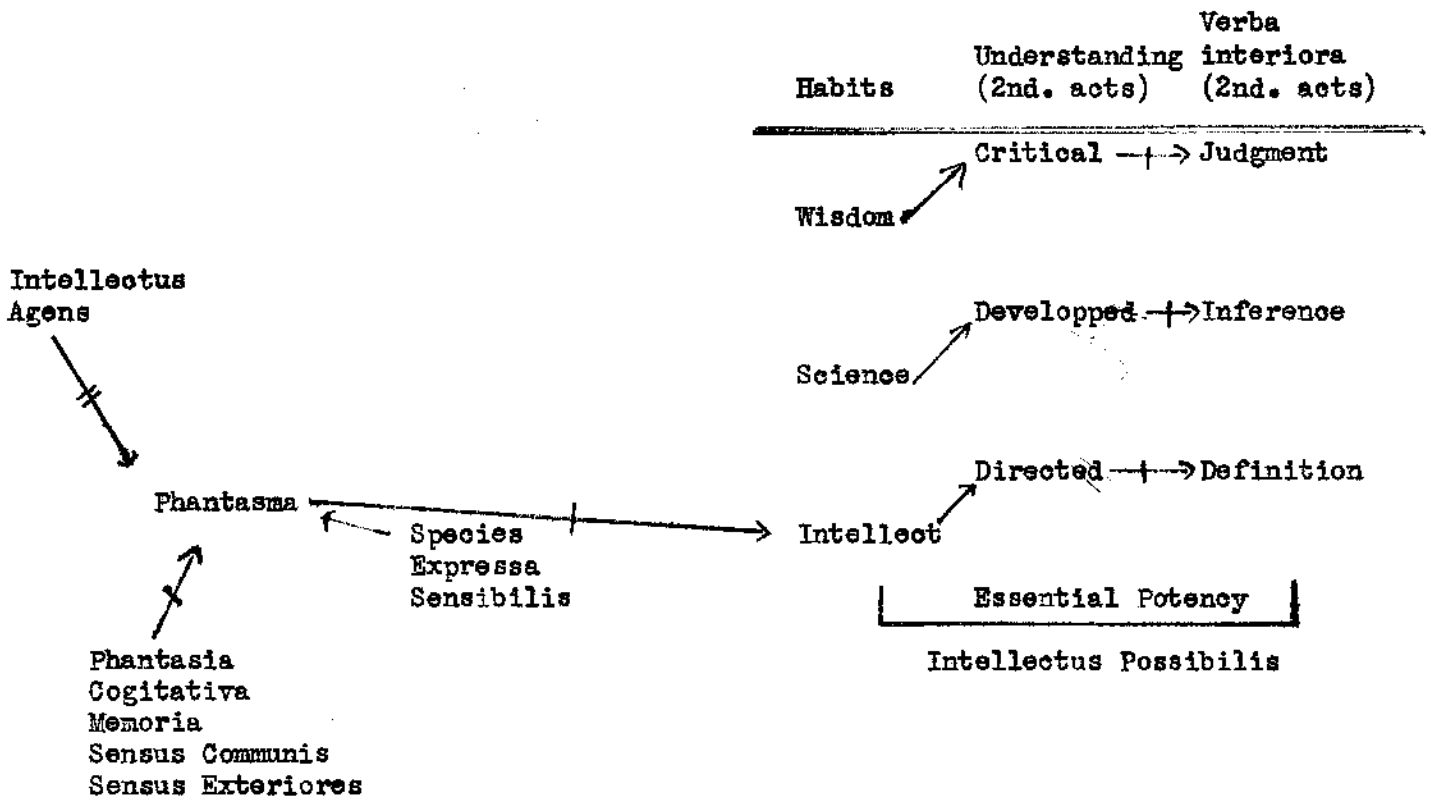 Verba
Understanding interiora
Habits (2nd. acts) (2nd. acts)
Critical Judgment
Wisdom
Intellectus
Agens
Developped Inference
Science
Directed Definition
Phantasma
Intellect
Species
Expressa
Sensibilis
Essential Potency
Intellectus Possibilis
Phantasia
Cogitativa
Memoria
Sensus Communis
Sensus Exteriores